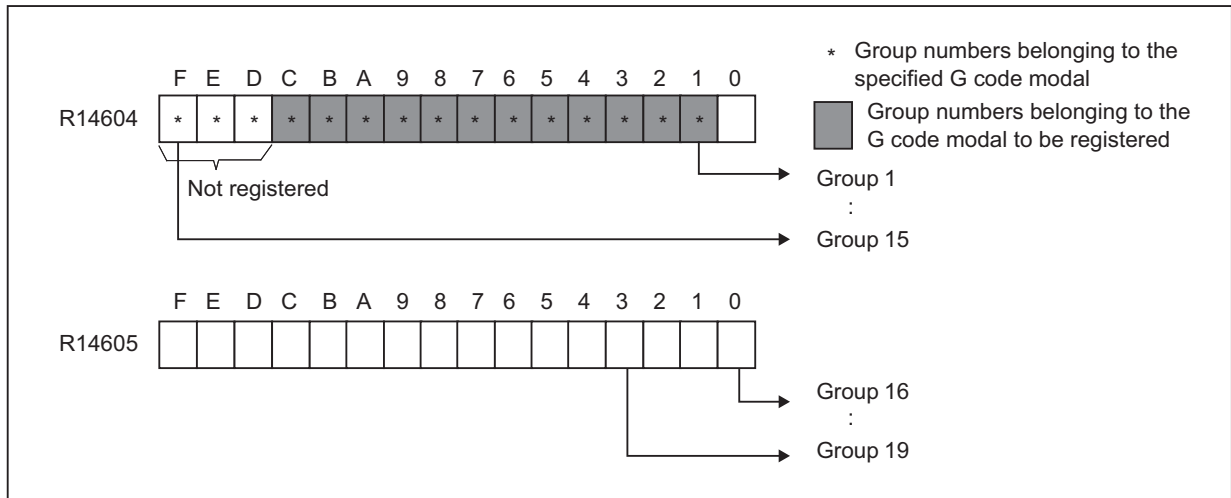 F E D C B A 9 8 7 6 5 4 3 2 1 0
R14604
* * * * * * * * * * * * * * *
Not registered
* Group numbers belonging to the
specified G code modal
Group numbers belonging to the
G code modal to be registered
Group 1
:
Group 15
F E D C B A 9 8 7 6 5 4 3 2 1 0
R14605
Group 16
:
Group 19